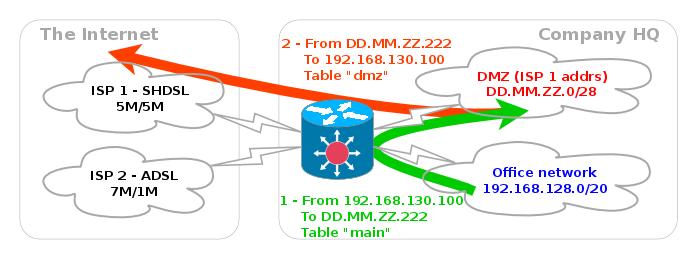 The Internet
Company HQ
2 - From DD.MM.ZZ.222
To 192.168.130.100
Table "dmz"
ISP 1 - SHDSL
5M/5M
DMZ (ISP 1 addrs)
DD.MM.ZZ.0/28
ISP 2 - ADSL
7M/1M
Office network
192.168.128.0/20
1 - From 192.168.130.100
To DD.MM.ZZ.222
Table "main"